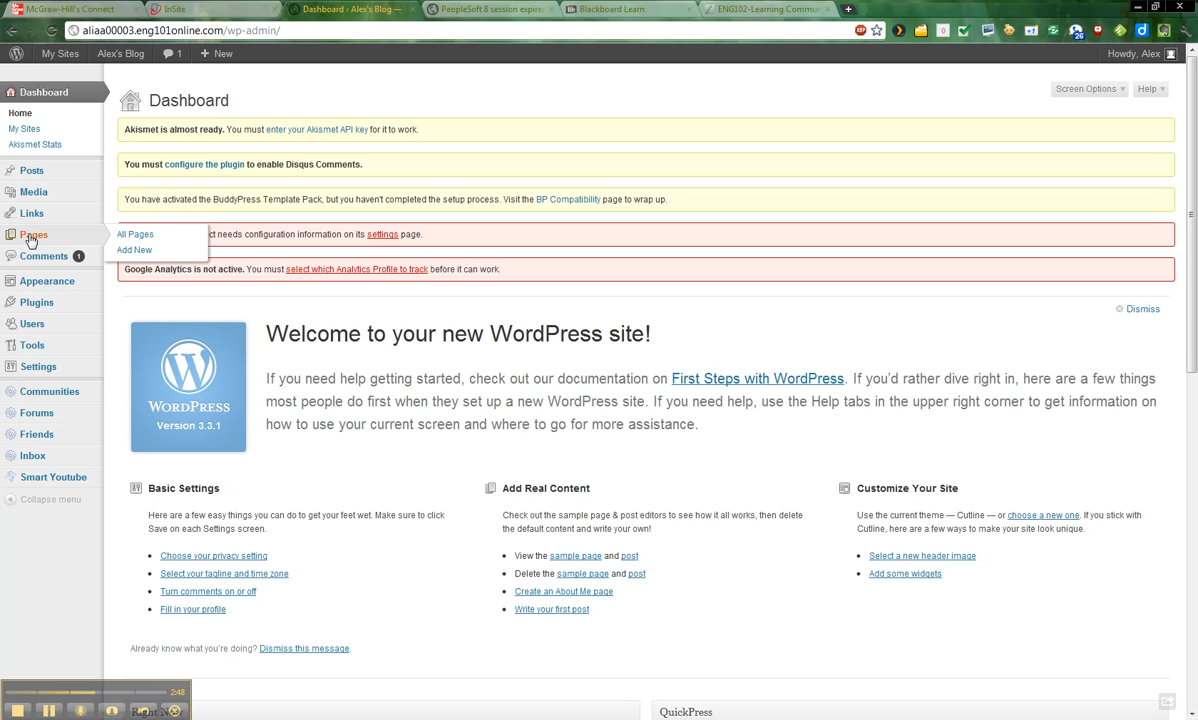 McGraw-Hill's Connect
InSite
Dashboard ‹ Alex's Blog —
PeopleSoft 8 session expire
Blackboard Learn
ENG102-Learning Commun
aliaa00003.eng101online.com/wp-admin/
My Sites
Alex's Blog
1
+ New
Howdy, Alex
Dashboard
Home
My Sites
Akismet Stats
Posts
Media
Links
Pages
All Pages
Add New
Comments 1
Appearance
Plugins
Users
Tools
Settings
Communities
Forums
Friends
Inbox
Smart Youtube
Collapse menu
Dashboard
Screen Options
Help
Akismet is almost ready. You must enter your Akismet API key for it to work.
You must configure the plugin to enable Disqus Comments.
You have activated the BuddyPress Template Pack, but you haven't completed the setup process. Visit the BP Compatibility page to wrap up.
ct needs configuration information on its settings page.
Google Analytics is not active. You must select which Analytics Profile to track before it can work.
Dismiss
WORDPRESS
Version 3.3.1
Welcome to your new WordPress site!
If you need help getting started, check out our documentation on First Steps with WordPress. If you'd rather dive right in, here are a few things
most people do first when they set up a new WordPress site. If you need help, use the Help tabs in the upper right corner to get information on
how to use your current screen and where to go for more assistance.
Basic Settings
Here are a few easy things you can do to get your feet wet. Make sure to click
Save on each Settings screen.
• Choose your privacy setting
• Select your tagline and time zone
• Turn comments on or off
• Fill in your profile
Add Real Content
Check out the sample page & post editors to see how it all works, then delete
the default content and write your own!
• View the sample page and post
• Delete the sample page and post
• Create an About Me page
• Write your first post
Customize Your Site
Use the current theme — Cutline — or choose a new one. If you stick with
Cutline, here are a few ways to make your site look unique.
• Select a new header image
• Add some widgets
Already know what you're doing? Dismiss this message.
2:48
Right Now
QuickPress